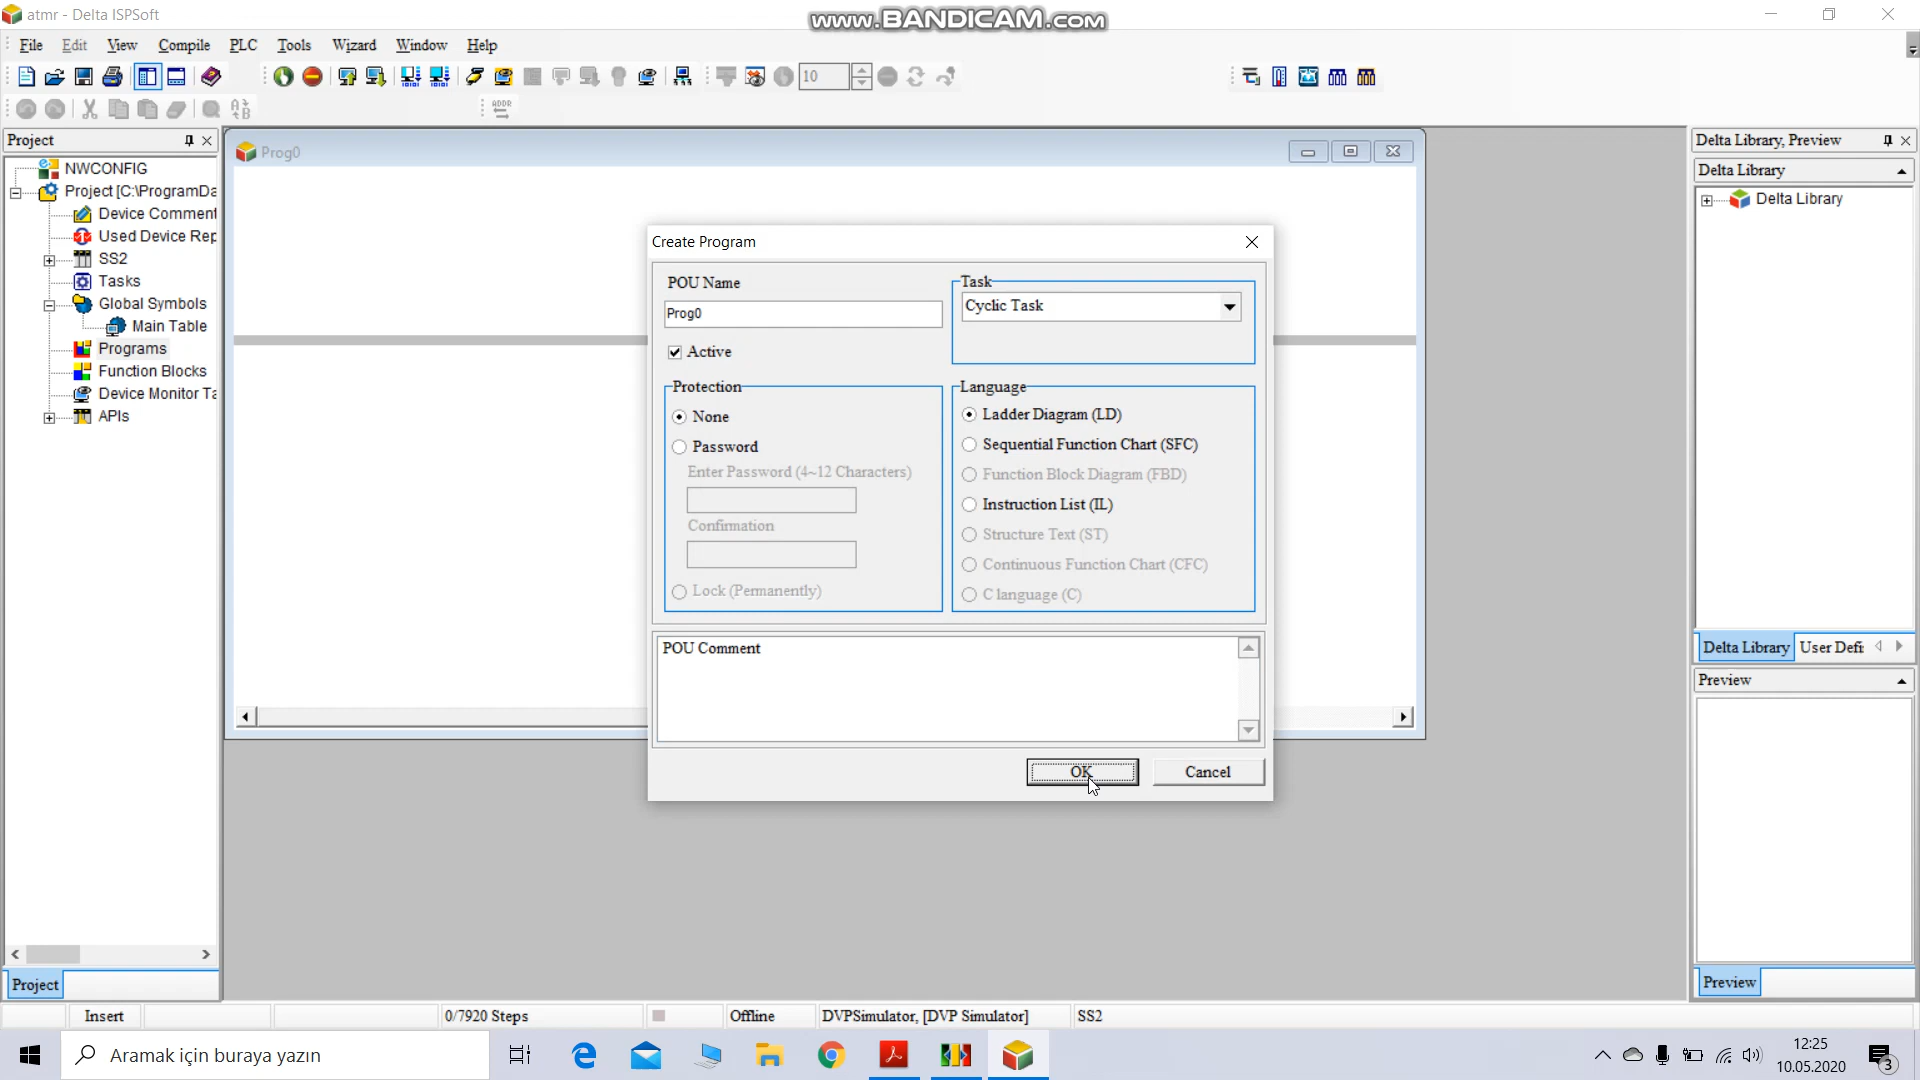 atmr - Delta ISPSoft
www.BANDICAM.com
File Edit View Compile PLC Tools Wizard Window Help
10
ADDR
Project
NWCONFIG
Project [C:\ProgramDa
Device Comment
Used Device Rep
SS2
Tasks
Global Symbols
Main Table
Programs
Function Blocks
Device Monitor Ta
APIs
Project
Prog0
Create Program
POU Name
Prog0
Active
Task
Cyclic Task
Protection
None
Password
Enter Password (4~12 Characters)
Confirmation
Lock (Permanently)
Language
Ladder Diagram (LD)
Sequential Function Chart (SFC)
Function Block Diagram (FBD)
Instruction List (IL)
Structure Text (ST)
Continuous Function Chart (CFC)
C language (C)
POU Comment
OK Cancel
Delta Library, Preview
Delta Library
Delta Library
Delta Library User Defi
Preview
Preview
Insert 0/7920 Steps Offline DVPSimulator, [DVP Simulator] SS2
Aramak için buraya yazın
12:25
10.05.2020
3